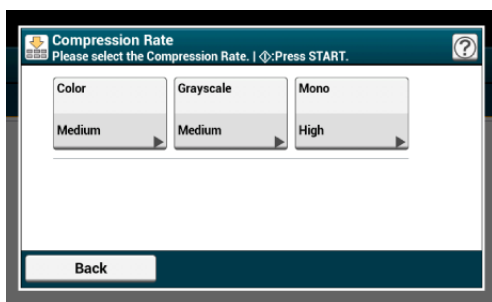 Compression Rate
Please select the Compression Rate. | :Press START.
Color
Grayscale
Mono
Medium
Medium
High
Back